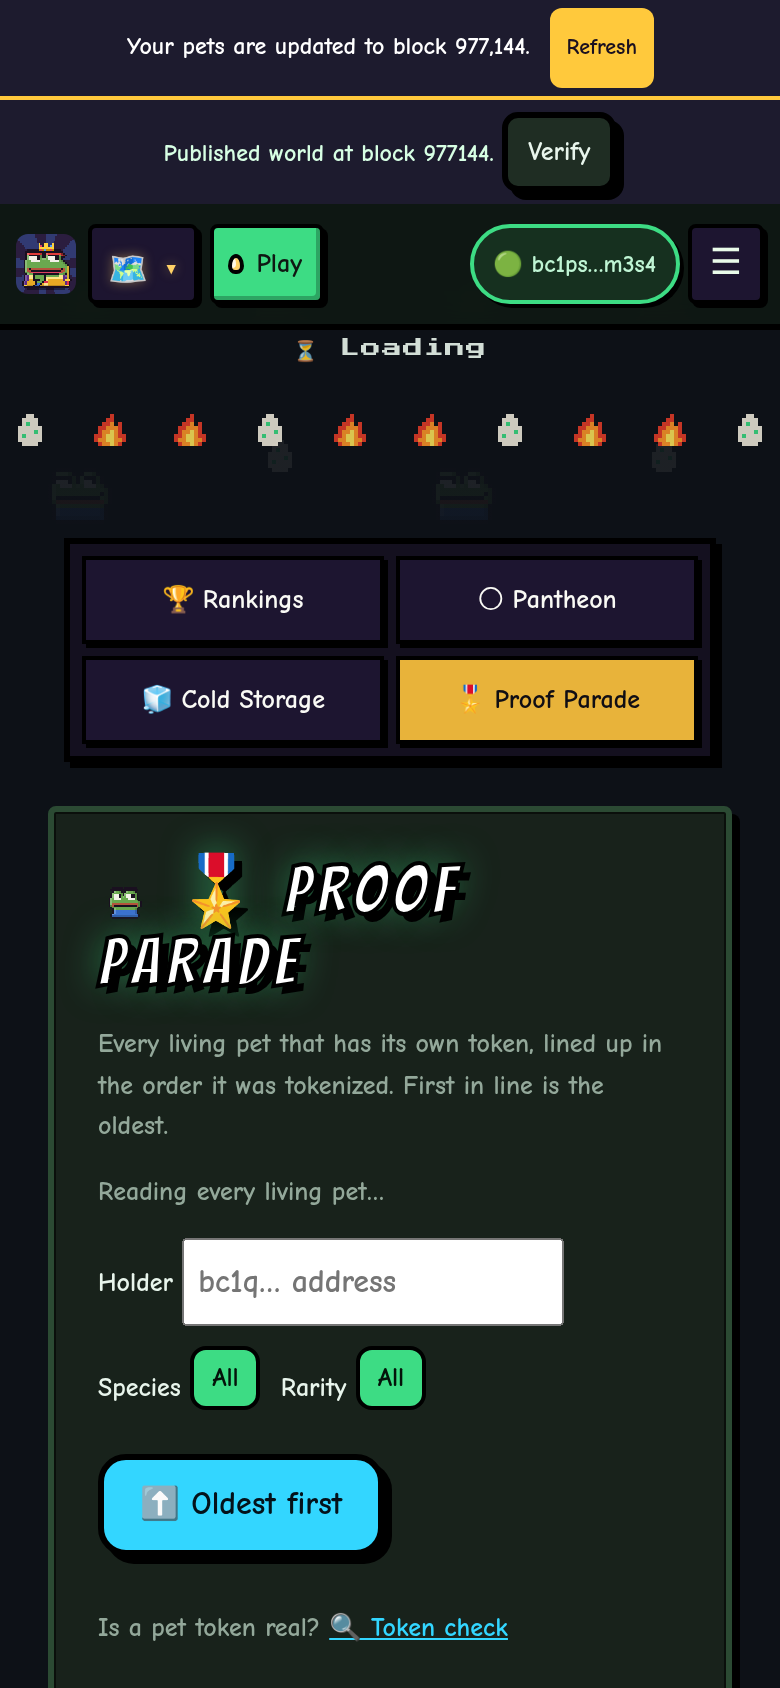 Your pets are updated to block 977,144. Refresh
Published world at block 977144. Verify
Play bc1ps...m3s4
Loading
Rankings Pantheon
Cold Storage Proof Parade
PROOF
PARADE
Every living pet that has its own token, lined up in
the order it was tokenized. First in line is the
oldest.
Reading every living pet...
Holder bc1q... address
Species All Rarity All
Oldest first
Is a pet token real? Token check